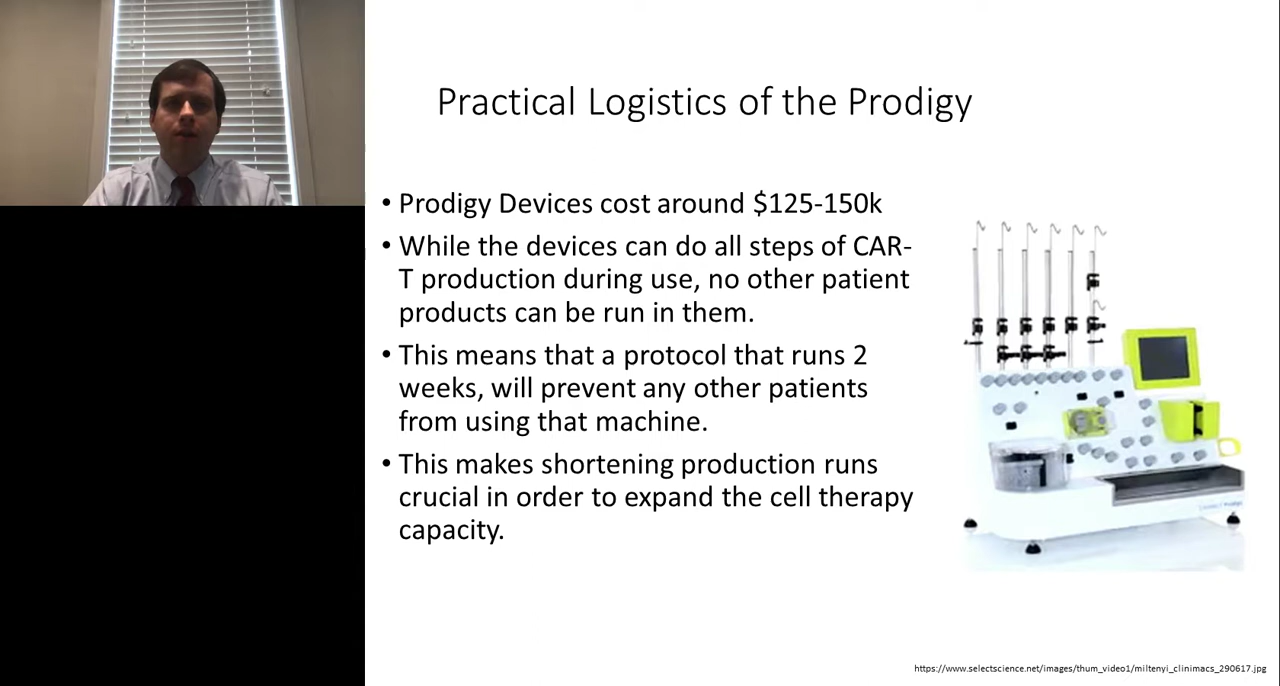 Practical Logistics of the Prodigy
• Prodigy Devices cost around $125-150k
• While the devices can do all steps of CAR-
T production during use, no other patient
products can be run in them.
• This means that a protocol that runs 2
weeks, will prevent any other patients
from using that machine.
• This makes shortening production runs
crucial in order to expand the cell therapy
capacity.
https://www.selectscience.net/images/thum_video1/miltenyi_clinimacs_290617.jpg